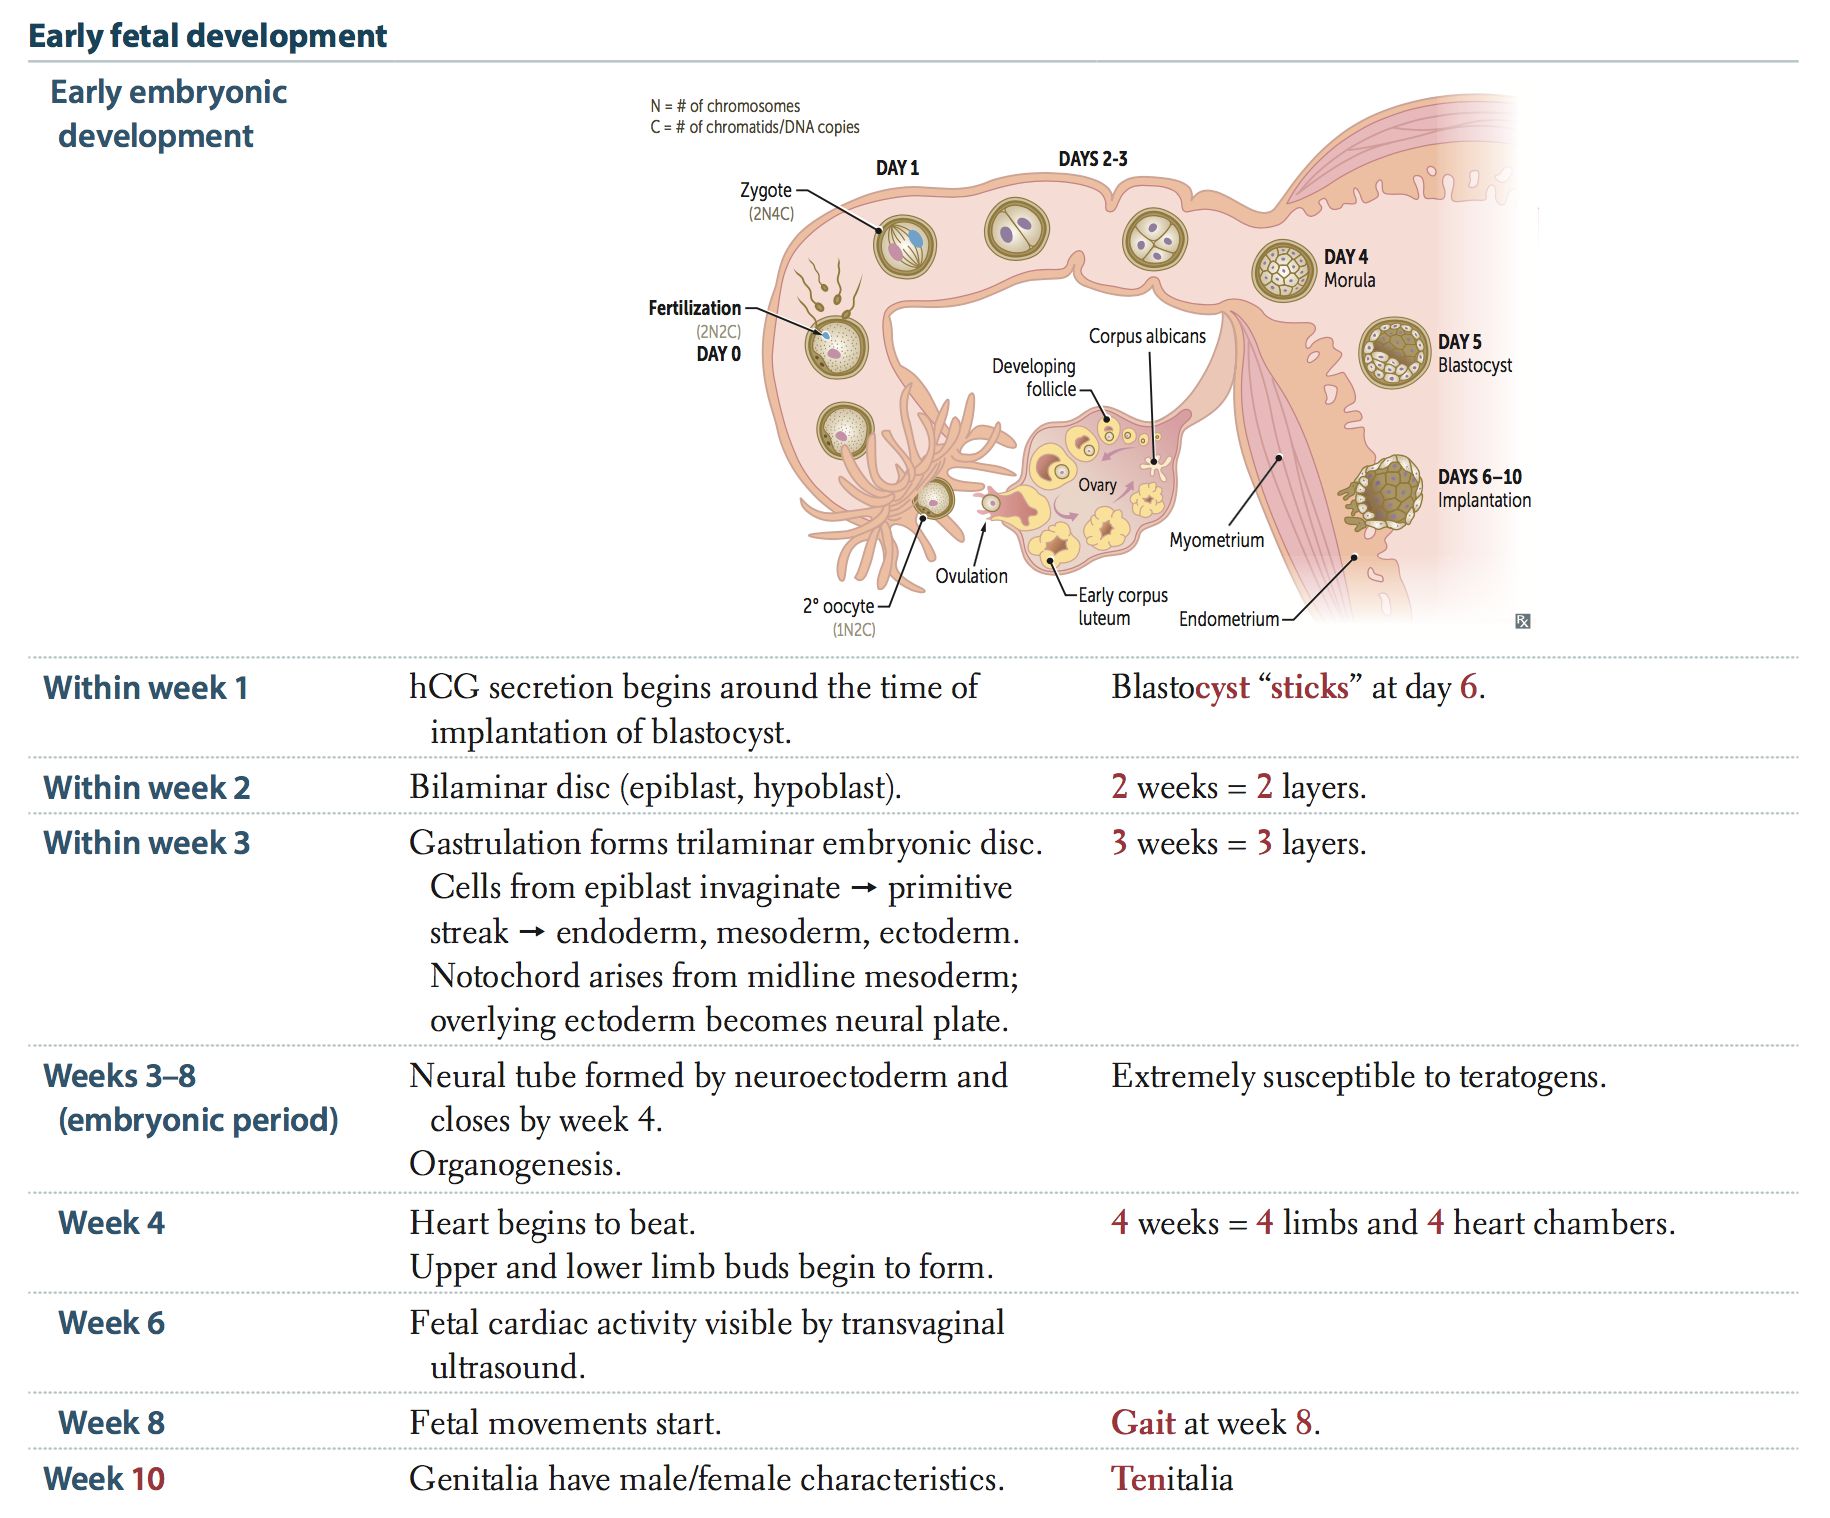 Early fetal development
Early embryonic
development
N = # of chromosomes
C = # of chromatids/DNA copies
DAY 1
DAYS 2-3
Zygote
(2N4C)
DAY 4
Morula
Fertilization
(2N2C)
DAY 0
Corpus albicans
DAY 5
Blastocyst
Developing
follicle
Ovary
DAYS 6–10
Implantation
Myometrium
Ovulation
2° oocyte
(1N2C)
Early corpus
luteum
Endometrium
Rx
Within week 1
hCG secretion begins around the time of
implantation of blastocyst.
Blastocyst “sticks” at day 6.
Within week 2
Bilaminar disc (epiblast, hypoblast).
2 weeks = 2 layers.
Within week 3
Gastrulation forms trilaminar embryonic disc.
Cells from epiblast invaginate → primitive
streak → endoderm, mesoderm, ectoderm.
Notochord arises from midline mesoderm;
overlying ectoderm becomes neural plate.
3 weeks = 3 layers.
Weeks 3–8
(embryonic period)
Neural tube formed by neuroectoderm and
closes by week 4.
Organogenesis.
Extremely susceptible to teratogens.
Week 4
Heart begins to beat.
Upper and lower limb buds begin to form.
4 weeks = 4 limbs and 4 heart chambers.
Week 6
Fetal cardiac activity visible by transvaginal
ultrasound.
Week 8
Fetal movements start.
Gait at week 8.
Week 10
Genitalia have male/female characteristics.
Tenitalia